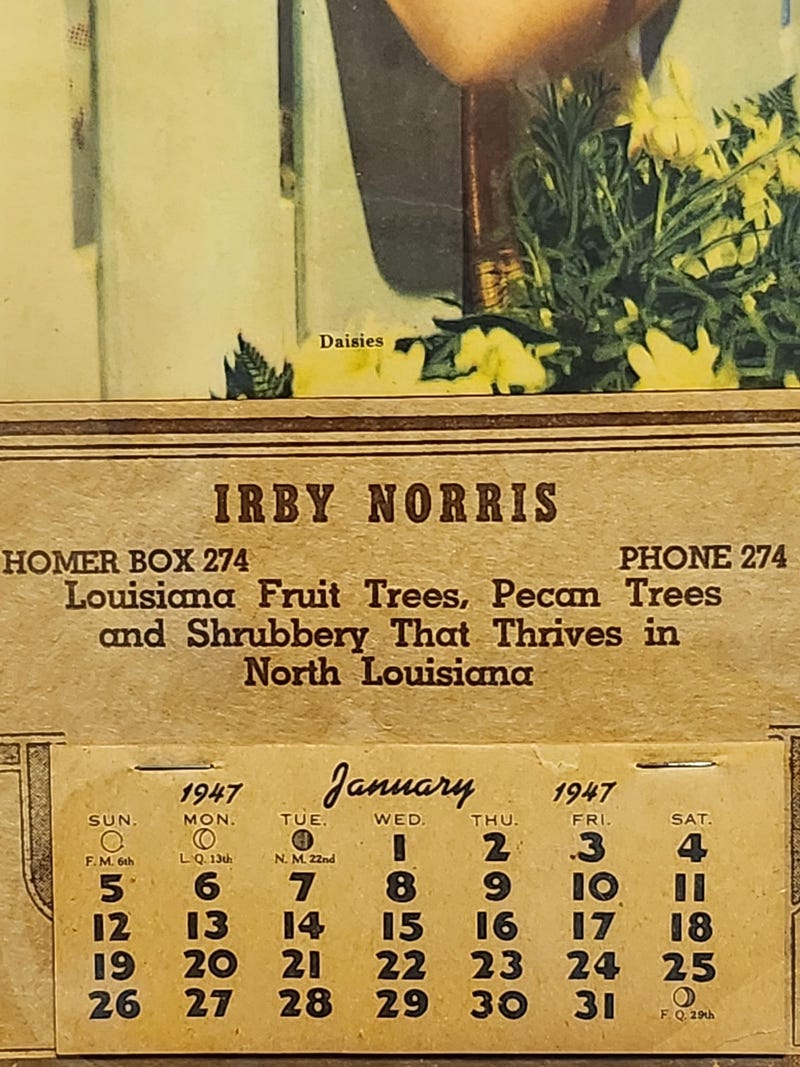 Daisies
IRBY NORRIS
HOMER BOX 274 PHONE 274
Louisiana Fruit Trees, Pecan Trees
and Shrubbery That Thrives in
North Louisiana
1947 January 1947
SUN. MON. TUE. WED. THU. FRI. SAT.
F. M. 6th L. Q. 13th N. M. 22nd 1 2 3 4
5 6 7 8 9 10 11
12 13 14 15 16 17 18
19 20 21 22 23 24 25
26 27 28 29 30 31 F. Q. 29th